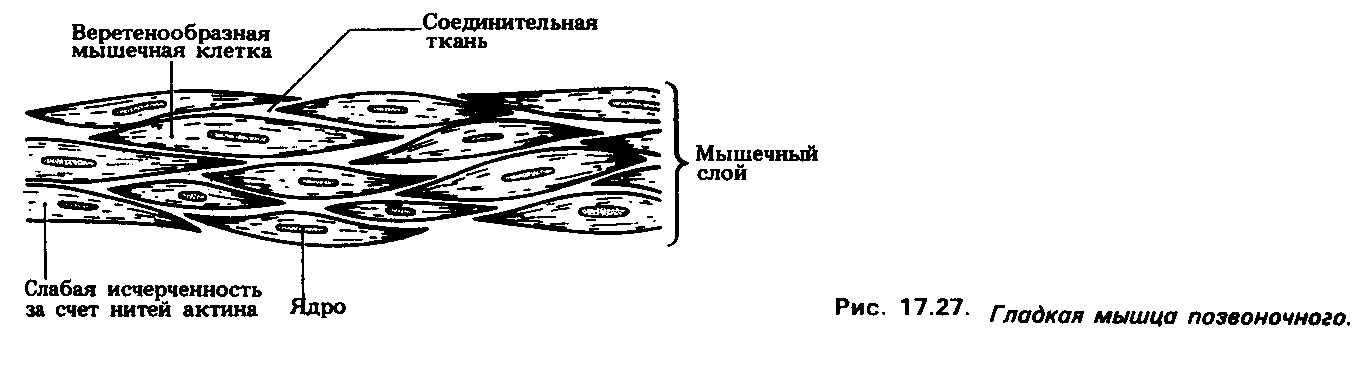 Веретенообразная
мышечная клетка
Соединительная
ткань
Мышечный
слой
Слабая исчерченность
за счет нитей актина
Ядро
Рис. 17.27. Гладкая мышца позвоночного.